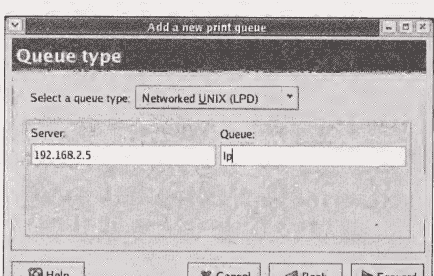 Add a new print queue
Queue type
Select a queue type: Networked UNIX (LPD)
Server: Queue:
192.168.2.5 lp
Help Cancel Back Forward